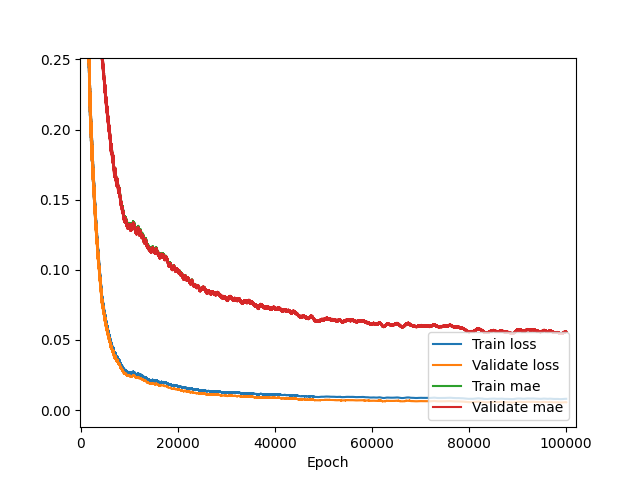 0.25
0.20
0.15
0.10
0.05
0.00
Train loss
Validate loss
Train mae
Validate mae
0 20000 40000 60000 80000 100000
Epoch